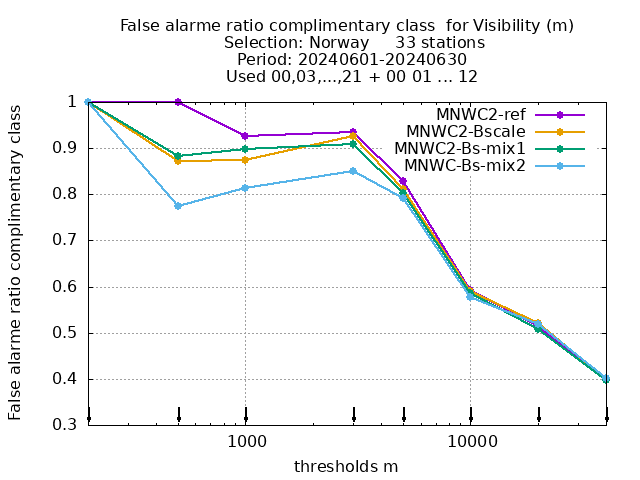 False alarme ratio complimentary class  for Visibility (m)
Selection: Norway     33 stations
Period: 20240601-20240630
Used 00,03,...,21 + 00 01 ... 12
False alarme ratio complimentary class
1
0.9
0.8
0.7
0.6
0.5
0.4
0.3
MNWC2-ref
MNWC2-Bscale
MNWC2-Bs-mix1
MNWC-Bs-mix2
1000
10000
thresholds m